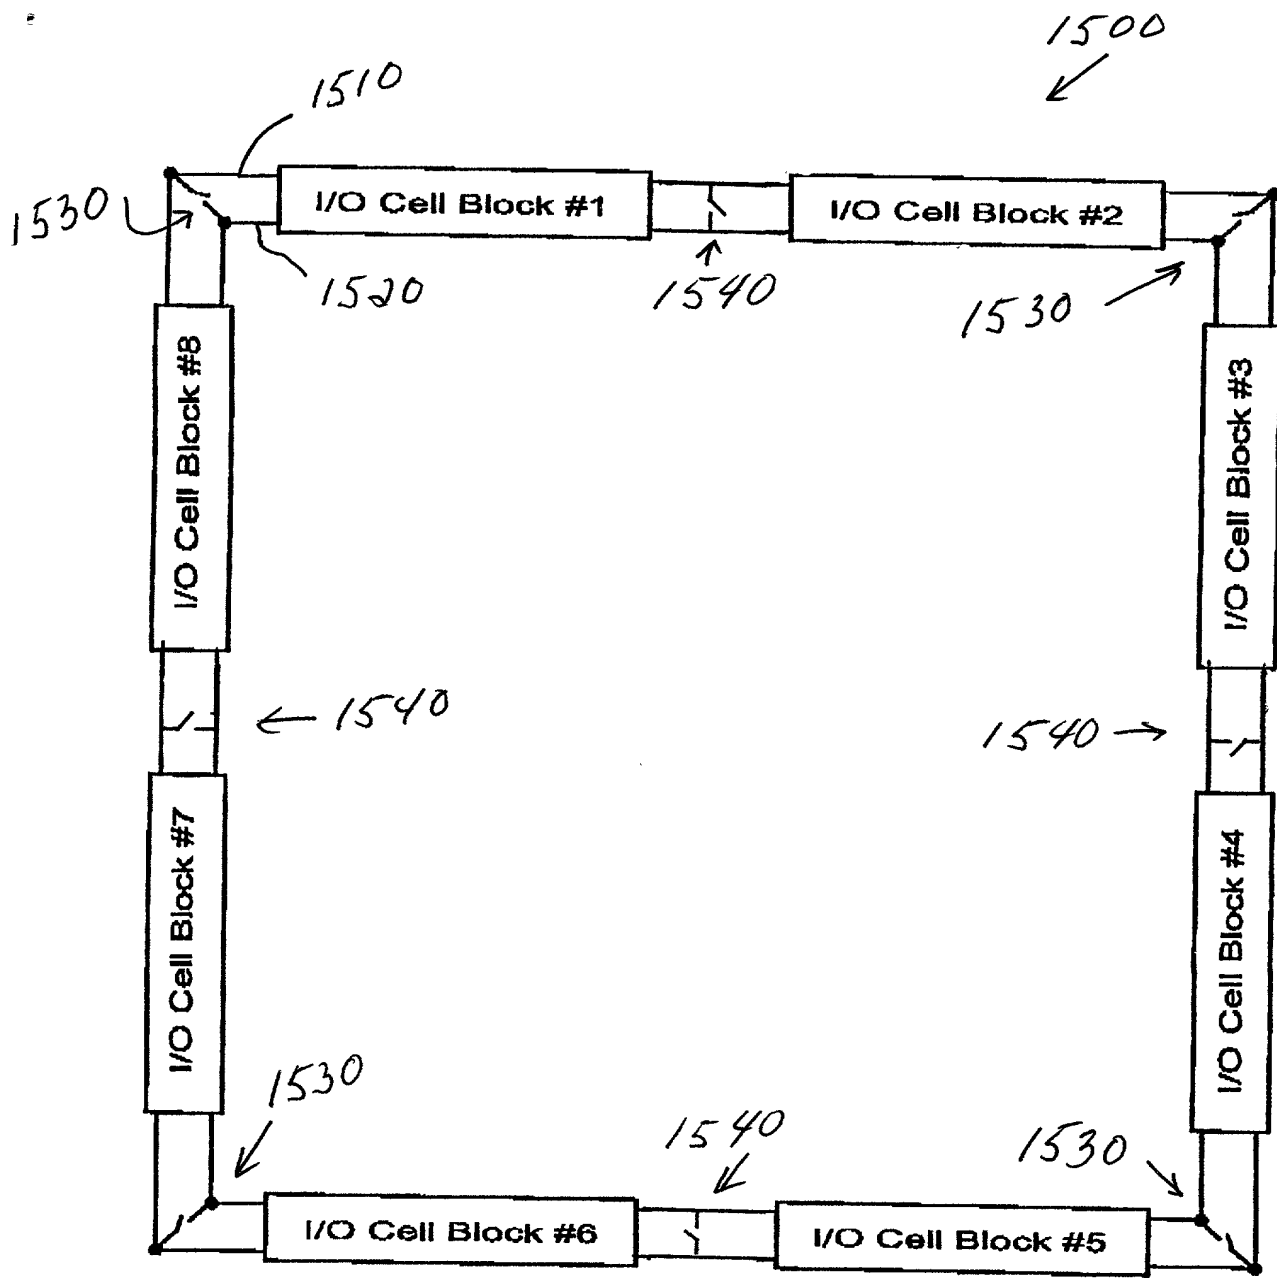 1500
1510
I/O Cell Block #1
I/O Cell Block #2
1530
1520
1540
1530
I/O Cell Block #8
I/O Cell Block #3
1540
1540
I/O Cell Block #7
I/O Cell Block #4
1530
1540
1530
I/O Cell Block #6
I/O Cell Block #5